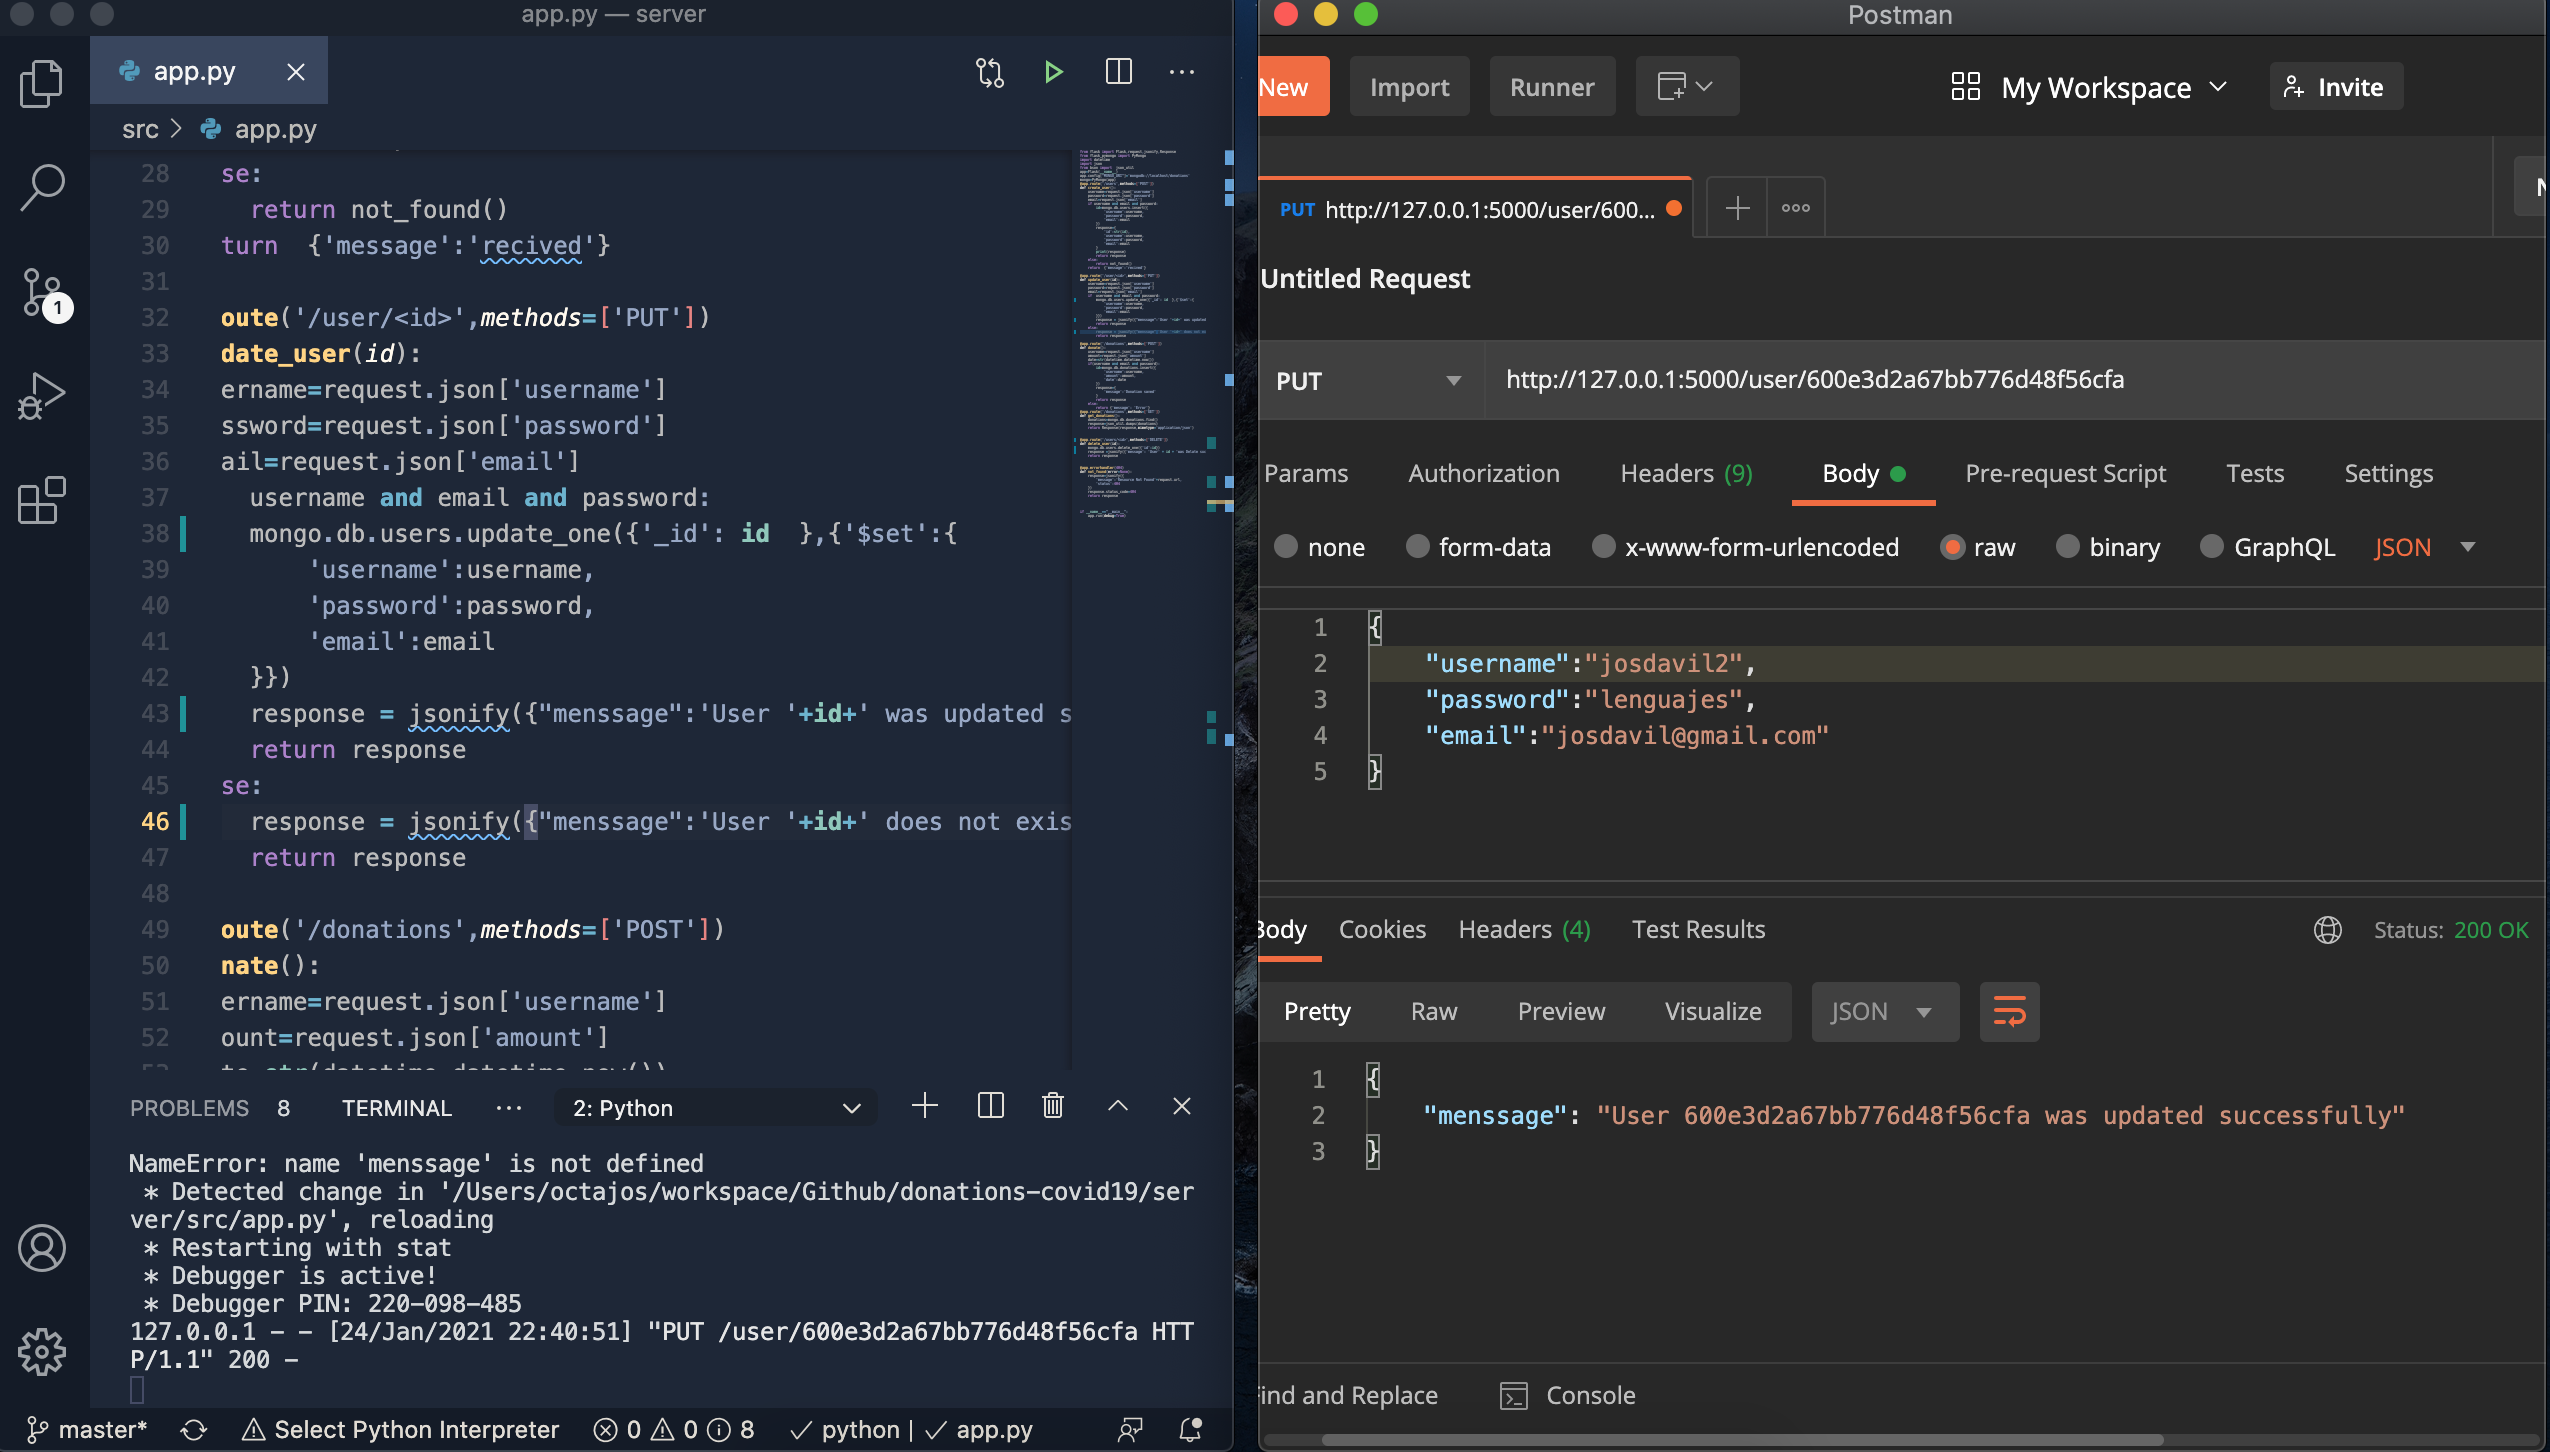 app.py — server
app.py
src > app.py
28 se:
29 return not_found()
30 turn {'message':'recived'}
31
32 oute('/user/<id>',methods=['PUT'])
33 date_user(id):
34 ername=request.json['username']
35 ssword=request.json['password']
36 ail=request.json['email']
37 username and email and password:
38 mongo.db.users.update_one({'_id': id },{'$set':{
39 'username':username,
40 'password':password,
41 'email':email
42 }})
43 response = jsonify({"menssage":'User '+id+' was updated s
44 return response
45 se:
46 response = jsonify({"menssage":'User '+id+' does not exis
47 return response
48
49 oute('/donations',methods=['POST'])
50 nate():
51 ername=request.json['username']
52 ount=request.json['amount']
PROBLEMS 8 TERMINAL ··· 2: Python
NameError: name 'menssage' is not defined
* Detected change in '/Users/octajos/workspace/Github/donations-covid19/ser
ver/src/app.py', reloading
* Restarting with stat
* Debugger is active!
* Debugger PIN: 220-098-485
127.0.0.1 - - [24/Jan/2021 22:40:51] "PUT /user/600e3d2a67bb776d48f56cfa HTT
P/1.1" 200 -
master* Select Python Interpreter 0 0 8 python | app.py
1
Postman
New Import Runner My Workspace Invite
PUT http://127.0.0.1:5000/user/600...
Untitled Request
PUT http://127.0.0.1:5000/user/600e3d2a67bb776d48f56cfa
Params Authorization Headers (9) Body Pre-request Script Tests Settings
none form-data x-www-form-urlencoded raw binary GraphQL JSON
1 {
2 "username":"josdavil2",
3 "password":"lenguajes",
4 "email":"josdavil@gmail.com"
5 }
Body Cookies Headers (4) Test Results Status: 200 OK
Pretty Raw Preview Visualize JSON
1 {
2 "menssage": "User 600e3d2a67bb776d48f56cfa was updated successfully"
3 }
ind and Replace Console